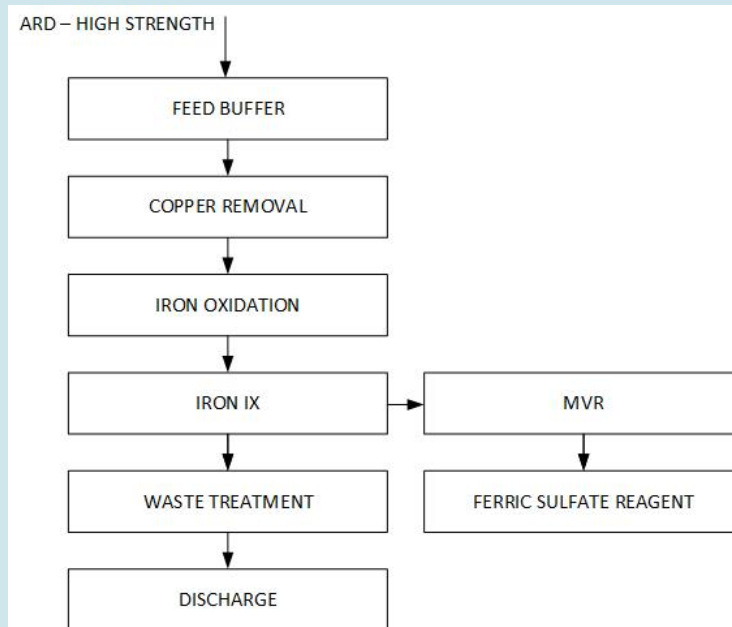 ARD – HIGH STRENGTH
FEED BUFFER
COPPER REMOVAL
IRON OXIDATION
IRON IX
MVR
WASTE TREATMENT
FERRIC SULFATE REAGENT
DISCHARGE